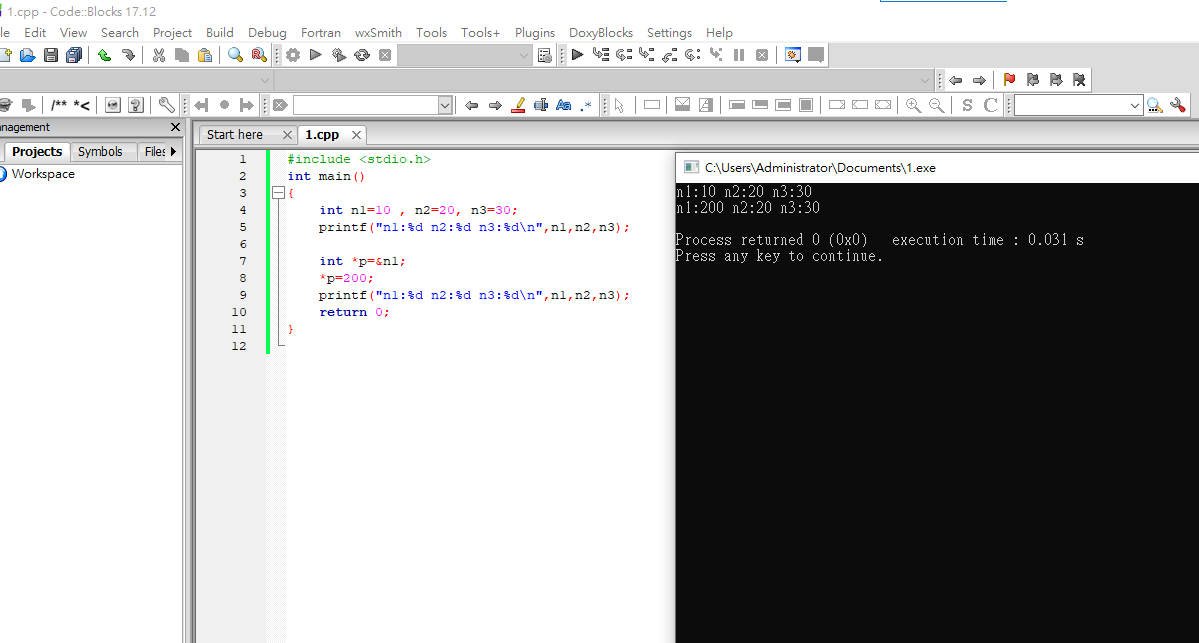 1.cpp - Code::Blocks 17.12
le Edit View Search Project Build Debug Fortran wxSmith Tools Tools+ Plugins DoxyBlocks Settings Help
/** *<
Aa .* S C
nagement
Projects Symbols Files
Workspace
Start here 1.cpp
1 #include <stdio.h>
2 int main()
3 {
4 int n1=10 , n2=20, n3=30;
5 printf("n1:%d n2:%d n3:%d\n",n1,n2,n3);
6
7 int *p=&n1;
8 *p=200;
9 printf("n1:%d n2:%d n3:%d\n",n1,n2,n3);
10 return 0;
11 }
12
C:\Users\Administrator\Documents\1.exe
n1:10 n2:20 n3:30
n1:200 n2:20 n3:30
Process returned 0 (0x0) execution time : 0.031 s
Press any key to continue.